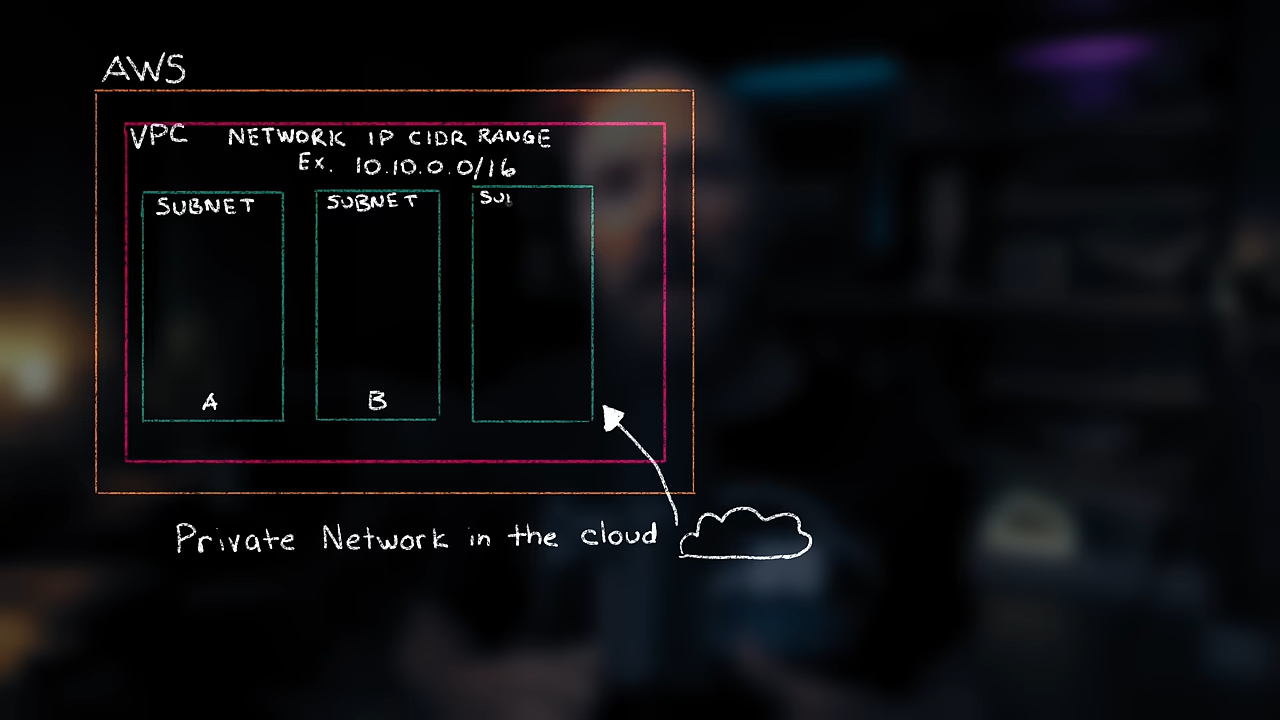 AWS
VPC NETWORK IP CIDR RANGE
Ex. 10.10.0.0/16
SUBNET SUBNET
A B
Private Network in the cloud